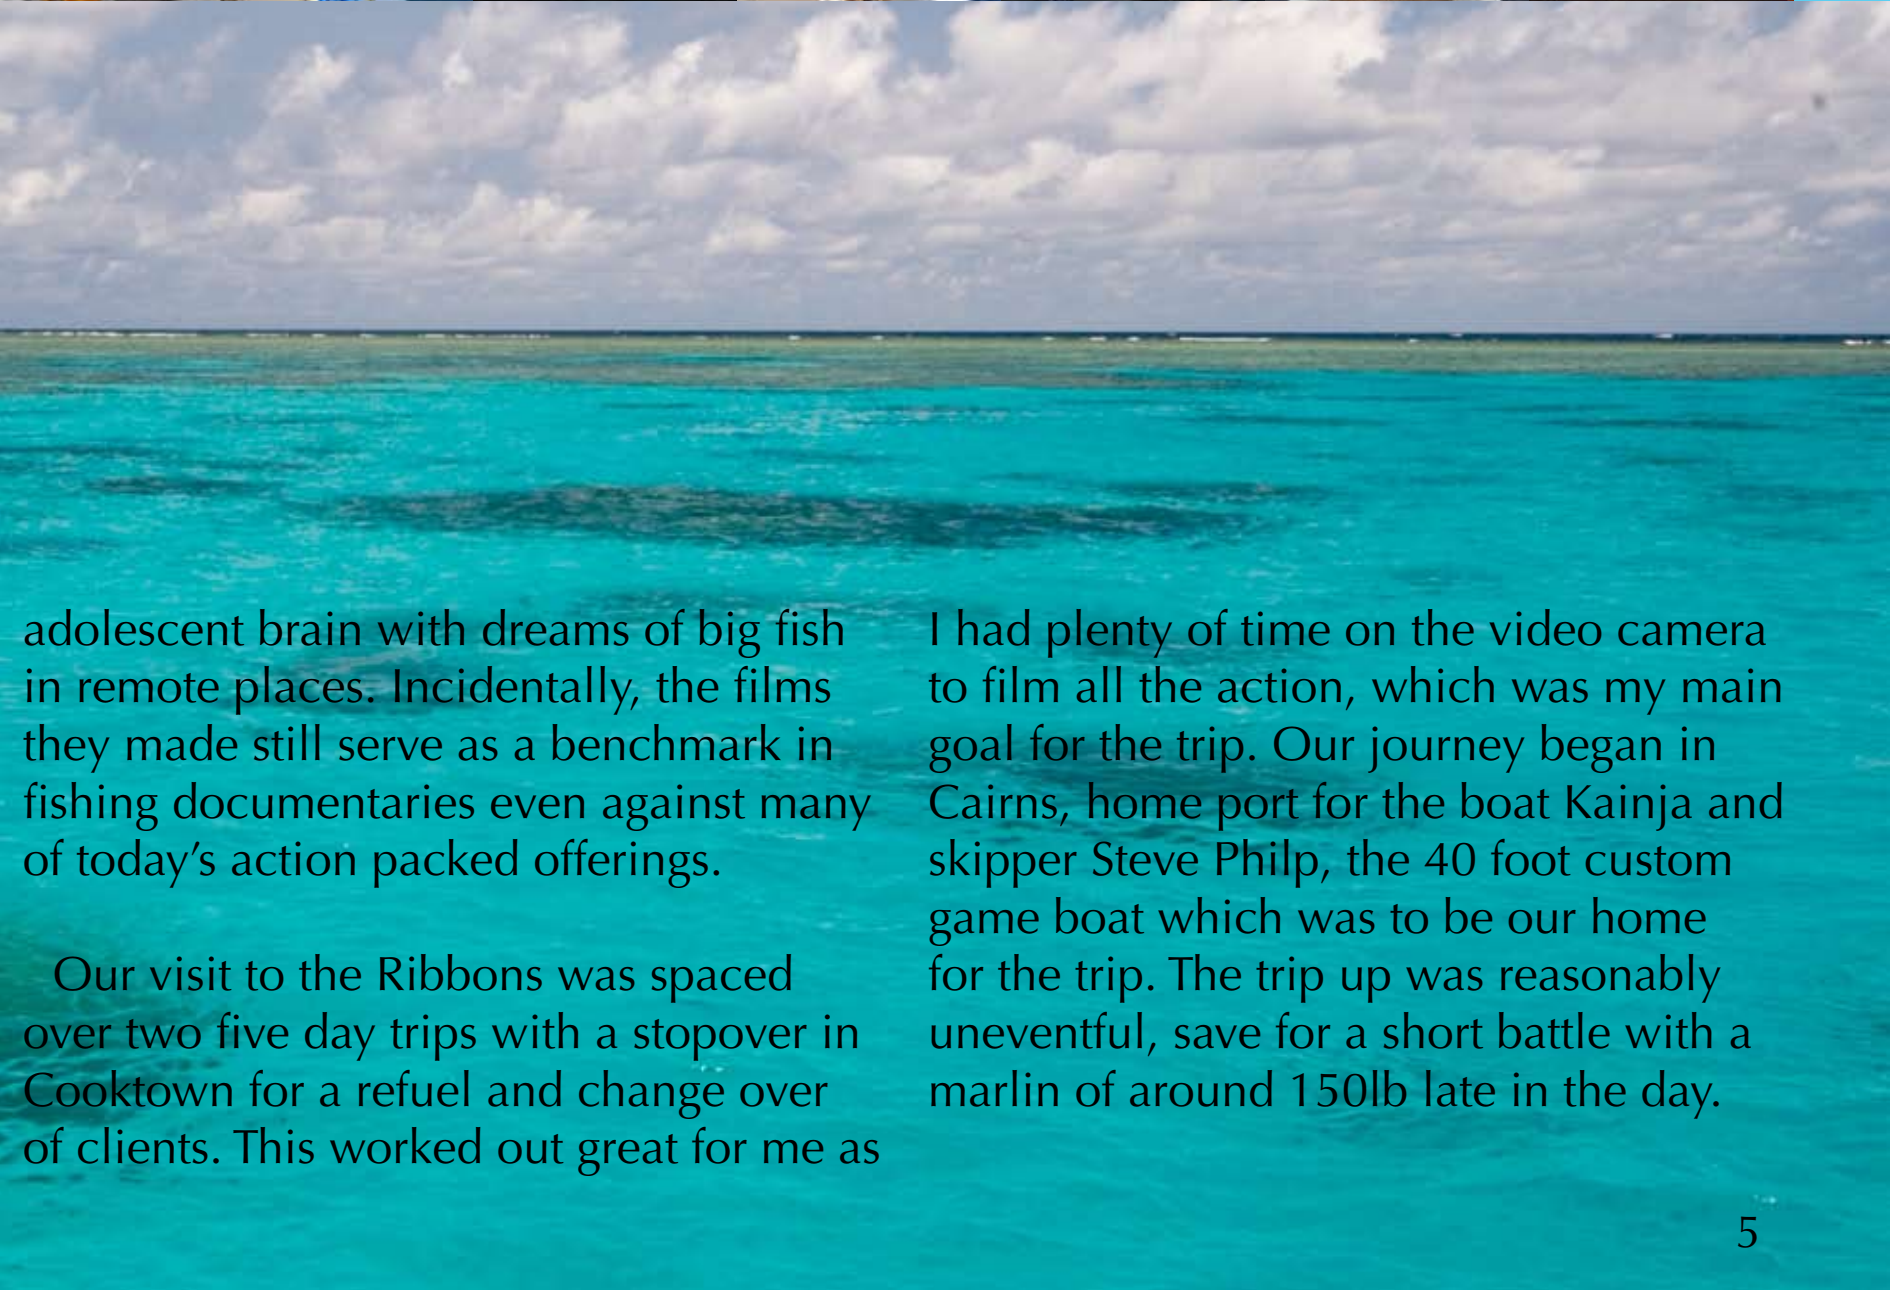 adolescent brain with dreams of big fish
in remote places. Incidentally, the films
they made still serve as a benchmark in
fishing documentaries even against many
of today’s action packed offerings.
Our visit to the Ribbons was spaced
over two five day trips with a stopover in
Cooktown for a refuel and change over
of clients. This worked out great for me as
I had plenty of time on the video camera
to film all the action, which was my main
goal for the trip. Our journey began in
Cairns, home port for the boat Kainja and
skipper Steve Philp, the 40 foot custom
game boat which was to be our home
for the trip. The trip up was reasonably
uneventful, save for a short battle with a
marlin of around 150lb late in the day.
5